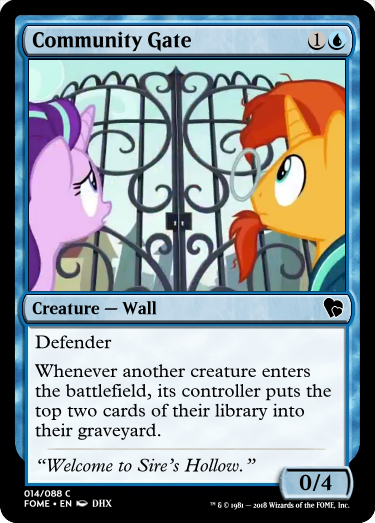 Community Gate 1
Creature — Wall
Defender
Whenever another creature enters
the battlefield, its controller puts the
top two cards of their library into
their graveyard.
“Welcome to Sire's Hollow.”
0/4
014/088 C
FOME • EN DHX
™ & © 1981 — 2018 Wizards of the FOME, Inc.